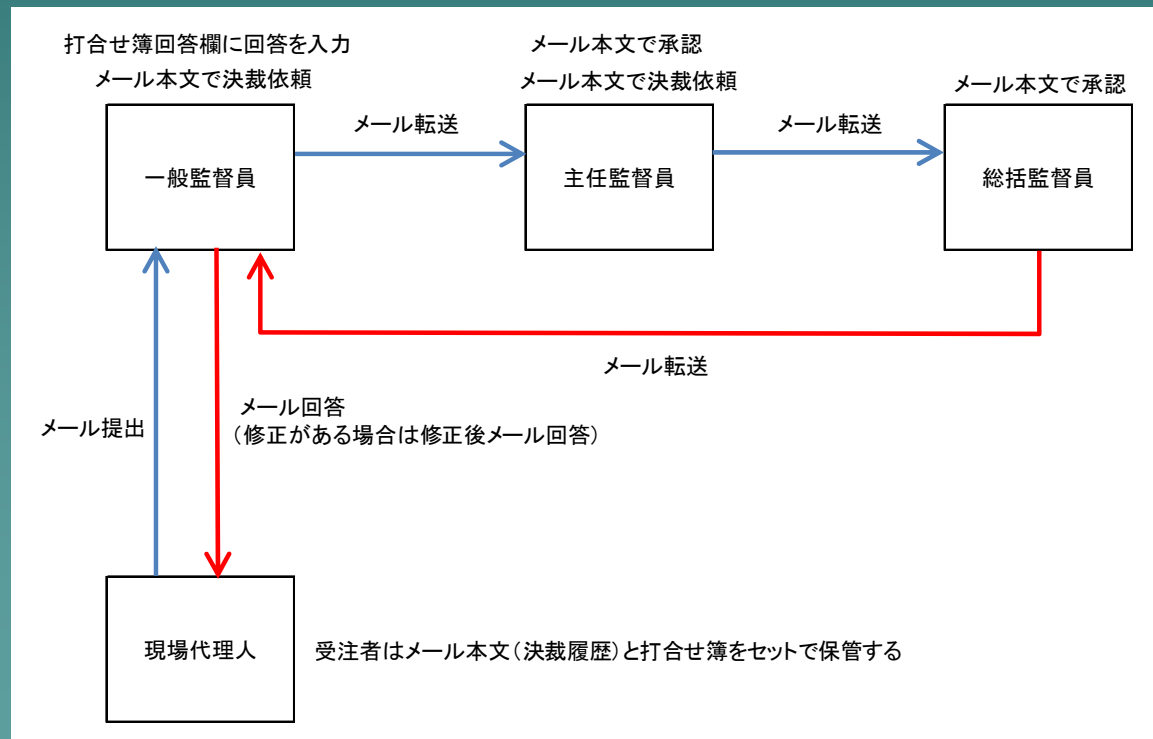 打合せ簿回答欄に回答を入力
メール本文で決裁依頼
メール本文で承認
メール本文で決裁依頼
メール本文で承認
メール転送
メール転送
一般監督員
主任監督員
総括監督員
メール転送
メール提出
メール回答
(修正がある場合は修正後メール回答)
現場代理人
受注者はメール本文(決裁履歴)と打合せ簿をセットで保管する